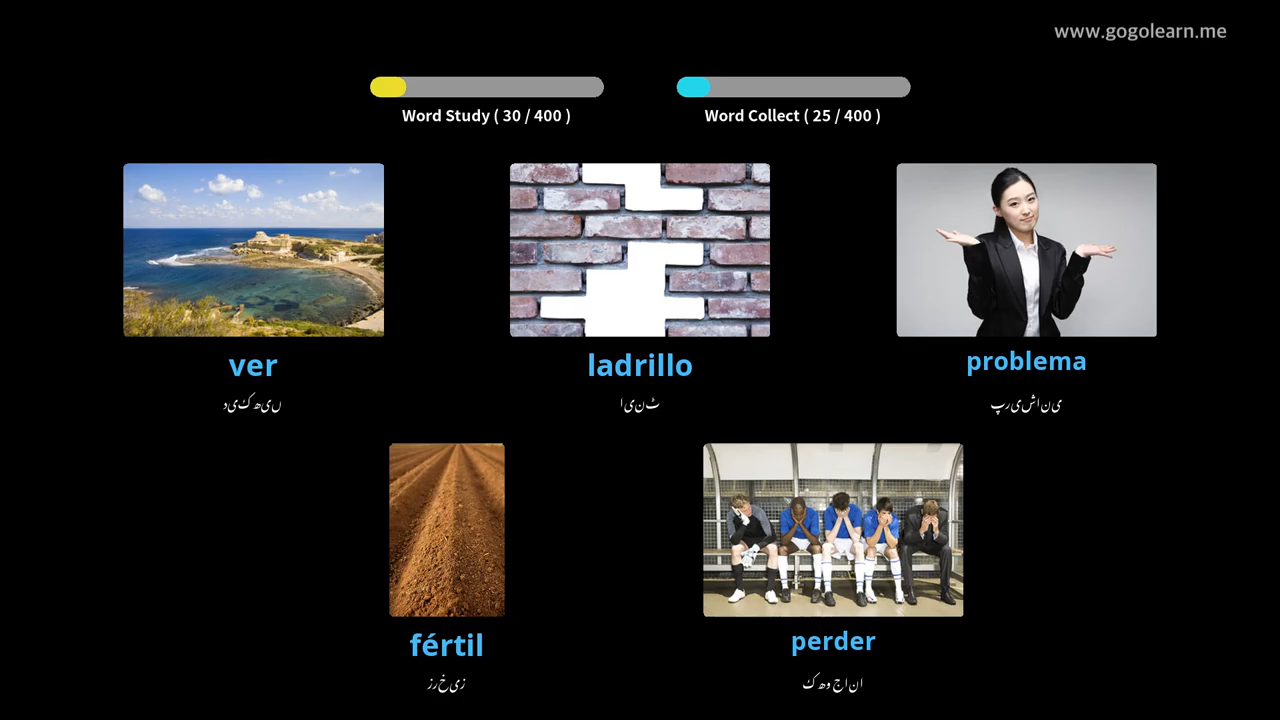 www.gogolearn.me
Word Study ( 30 / 400 )
Word Collect ( 25 / 400 )
ver
ladrillo
problema
دیکھیں
اینٹ
پریشانی
fértil
perder
زرخیز
کھو جانا